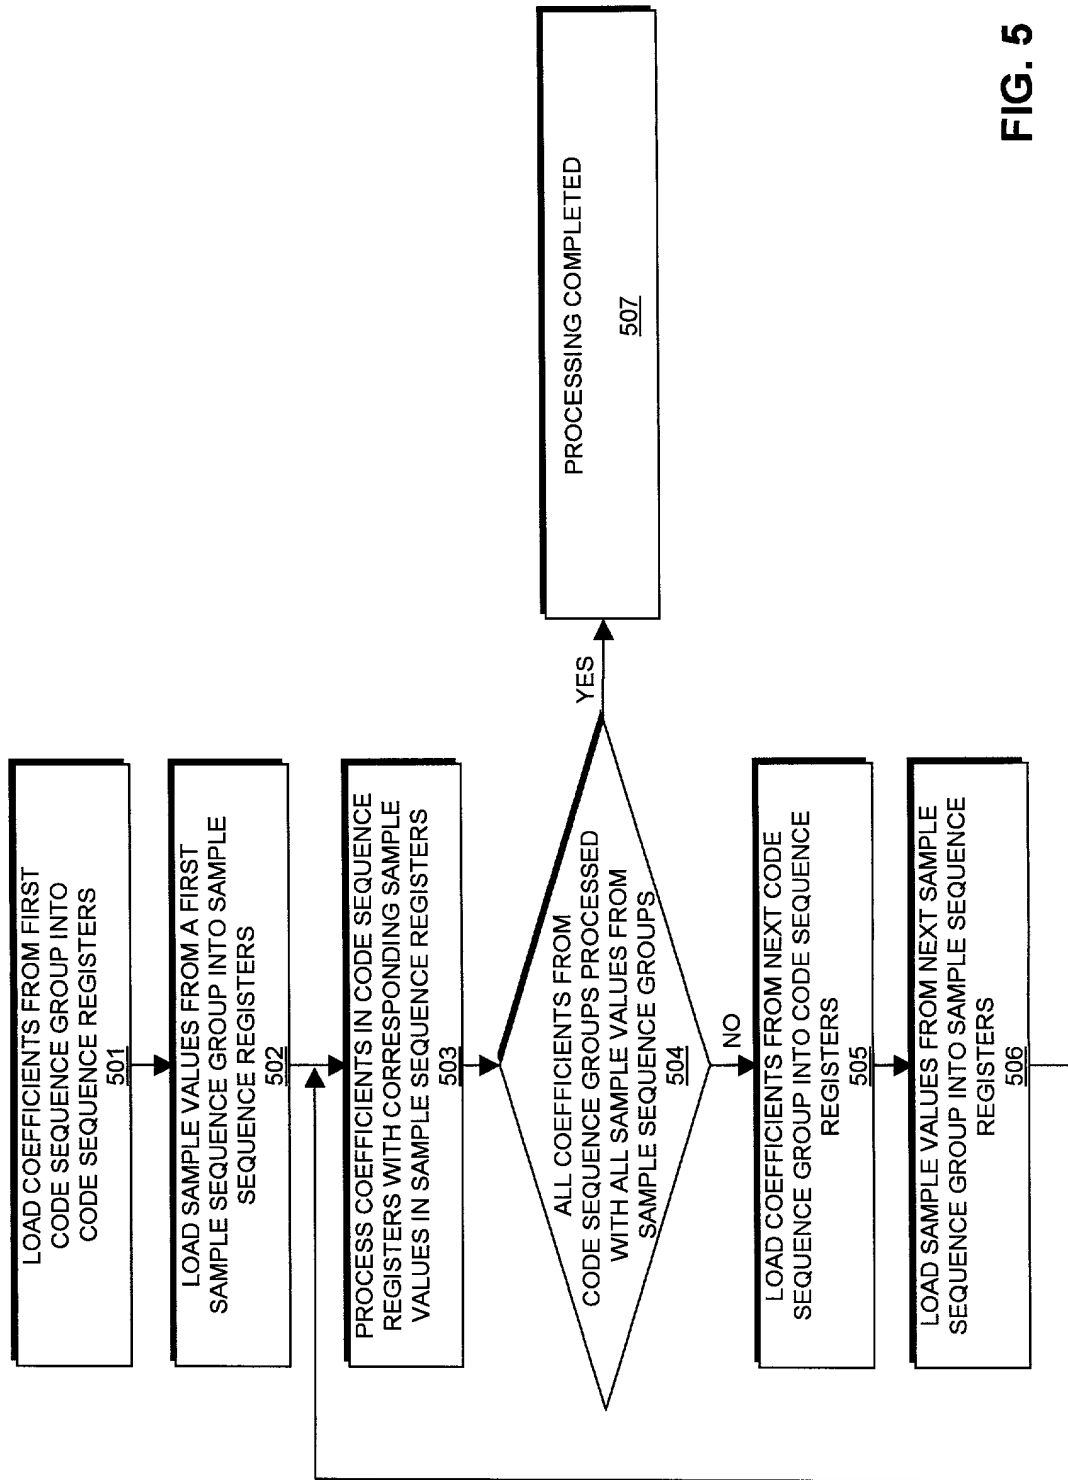 LOAD COEFFICIENTS FROM FIRST
CODE SEQUENCE GROUP INTO
CODE SEQUENCE REGISTERS
501
LOAD SAMPLE VALUES FROM A FIRST
SAMPLE SEQUENCE GROUP INTO SAMPLE
SEQUENCE REGISTERS
502
PROCESS COEFFICIENTS IN CODE SEQUENCE
REGISTERS WITH CORRESPONDING SAMPLE
VALUES IN SAMPLE SEQUENCE REGISTERS
503
ALL COEFFICIENTS FROM
CODE SEQUENCE GROUPS PROCESSED
WITH ALL SAMPLE VALUES FROM
SAMPLE SEQUENCE GROUPS
504
YES
PROCESSING COMPLETED
507
NO
LOAD COEFFICIENTS FROM NEXT CODE
SEQUENCE GROUP INTO CODE SEQUENCE
REGISTERS
505
LOAD SAMPLE VALUES FROM NEXT SAMPLE
SEQUENCE GROUP INTO SAMPLE SEQUENCE
REGISTERS
506
FIG. 5